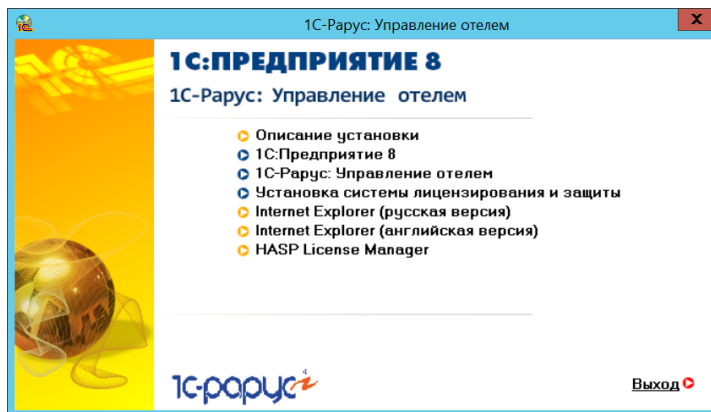 1С-Рарус: Управление отелем
X
1С:ПРЕДПРИЯТИЕ 8
1С-Рарус: Управление отелем
Описание установки
1С:Предприятие 8
1С-Рарус: Управление отелем
Установка системы лицензирования и защиты
Internet Explorer (русская версия)
Internet Explorer (английская версия)
HASP License Manager
1С-рарус
Выход